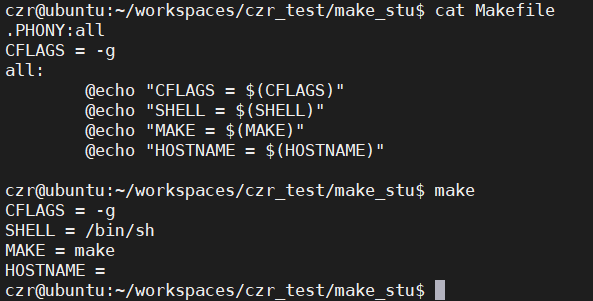 czr@ubuntu:~/workspaces/czr_test/make_stu$ cat Makefile
.PHONY:all
CFLAGS = -g
all:
        @echo "CFLAGS = $(CFLAGS)"
        @echo "SHELL = $(SHELL)"
        @echo "MAKE = $(MAKE)"
        @echo "HOSTNAME = $(HOSTNAME)"
czr@ubuntu:~/workspaces/czr_test/make_stu$ make
CFLAGS = -g
SHELL = /bin/sh
MAKE = make
HOSTNAME =
czr@ubuntu:~/workspaces/czr_test/make_stu$